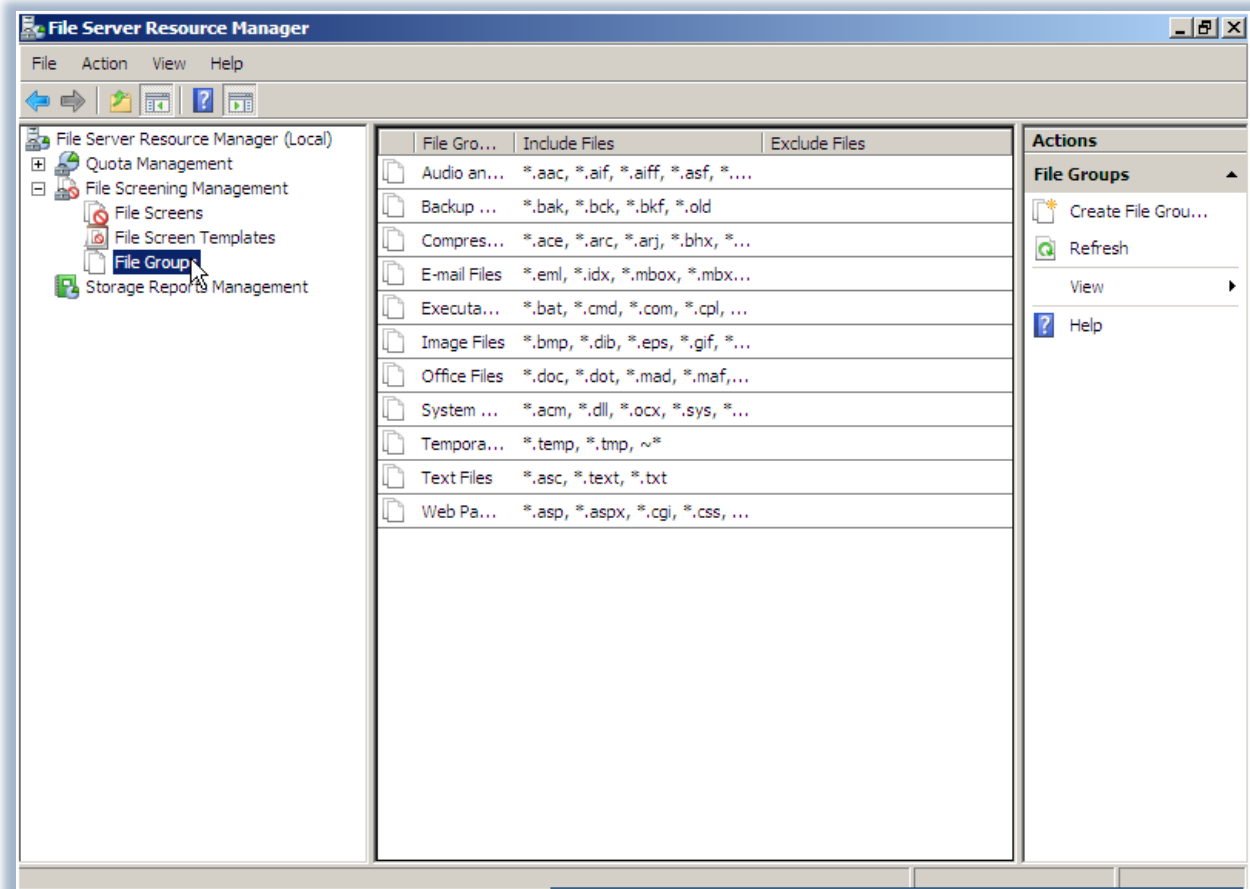 File Server Resource Manager
File Action View Help
File Server Resource Manager (Local)
Quota Management
File Screening Management
File Screens
File Screen Templates
File Groups
Storage Reports Management
File Gro... Include Files Exclude Files
Audio an... *.aac, *.aif, *.aiff, *.asf, *....
Backup ... *.bak, *.bck, *.bkf, *.old
Compres... *.ace, *.arc, *.arj, *.bhx, *...
E-mail Files *.eml, *.idx, *.mbox, *.mbx...
Executa... *.bat, *.cmd, *.com, *.cpl, ...
Image Files *.bmp, *.dib, *.eps, *.gif, *...
Office Files *.doc, *.dot, *.mad, *.maf,...
System ... *.acm, *.dll, *.ocx, *.sys, *...
Tempora... *.temp, *.tmp, ~*
Text Files *.asc, *.text, *.txt
Web Pa... *.asp, *.aspx, *.cgi, *.css, ...
Actions
File Groups
Create File Grou...
Refresh
View
Help